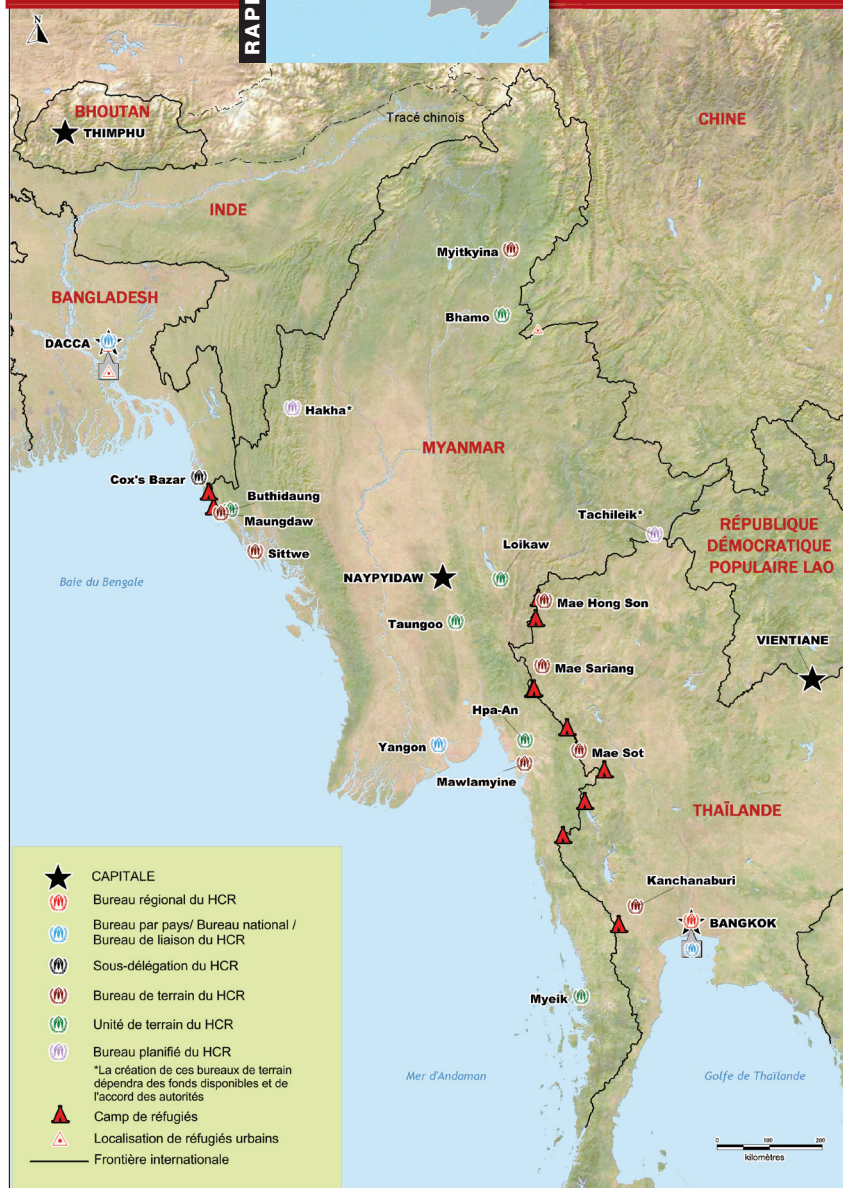 RAPP
N
BHOUTAN
THIMPHU
Tracé chinois
CHINE
INDE
Myitkyina
BANGLADESH
Bhamo
DACCA
Hakha*
MYANMAR
Cox's Bazar
Buthidaung
Maungdaw
Tachileik*
RÉPUBLIQUE
DÉMOCRATIQUE
POPULAIRE LAO
Sittwe
Loikaw
Baie du Bengale
NAYPYIDAW
Mae Hong Son
Taungoo
VIENTIANE
Mae Sariang
Hpa-An
Yangon
Mae Sot
Mawlamyine
THAÏLANDE
Kanchanaburi
BANGKOK
Myeik
Mer d'Andaman
Golfe de Thaïlande
CAPITALE
Bureau régional du HCR
Bureau par pays/ Bureau national /
Bureau de liaison du HCR
Sous-délégation du HCR
Bureau de terrain du HCR
Unité de terrain du HCR
Bureau planifié du HCR
*La création de ces bureaux de terrain
dépendra des fonds disponibles et de
l'accord des autorités
Camp de réfugiés
Localisation de réfugiés urbains
Frontière internationale
0 100 200
kilomètres